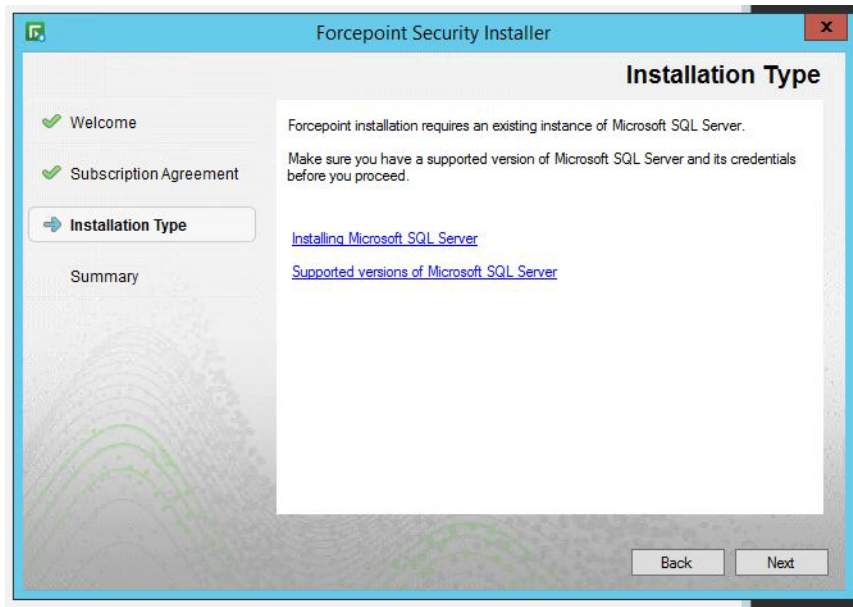 Forcepoint Security Installer
x
Installation Type
Welcome
Subscription Agreement
Installation Type
Summary
Forcepoint installation requires an existing instance of Microsoft SQL Server.
Make sure you have a supported version of Microsoft SQL Server and its credentials
before you proceed.
Installing Microsoft SQL Server
Supported versions of Microsoft SQL Server
Back
Next